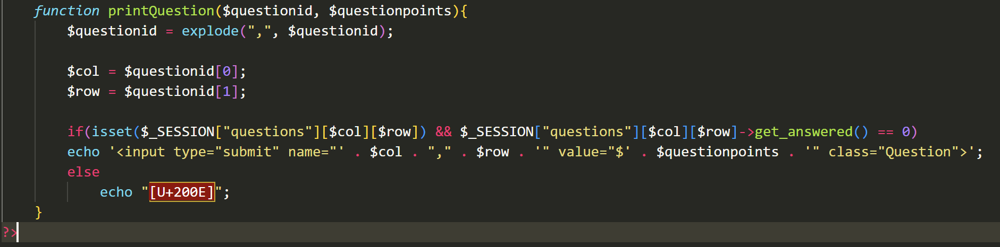 function printQuestion($questionid, $questionpoints){
$questionid = explode(",", $questionid);
$col = $questionid[0];
$row = $questionid[1];
if(isset($_SESSION["questions"][$col][$row]) && $_SESSION["questions"][$col][$row]->get_answered() == 0)
echo '<input type="submit" name="' . $col . "," . $row . '" value="$' . $questionpoints . '" class="Question">';
else
echo "[U+200E]";
}
?>